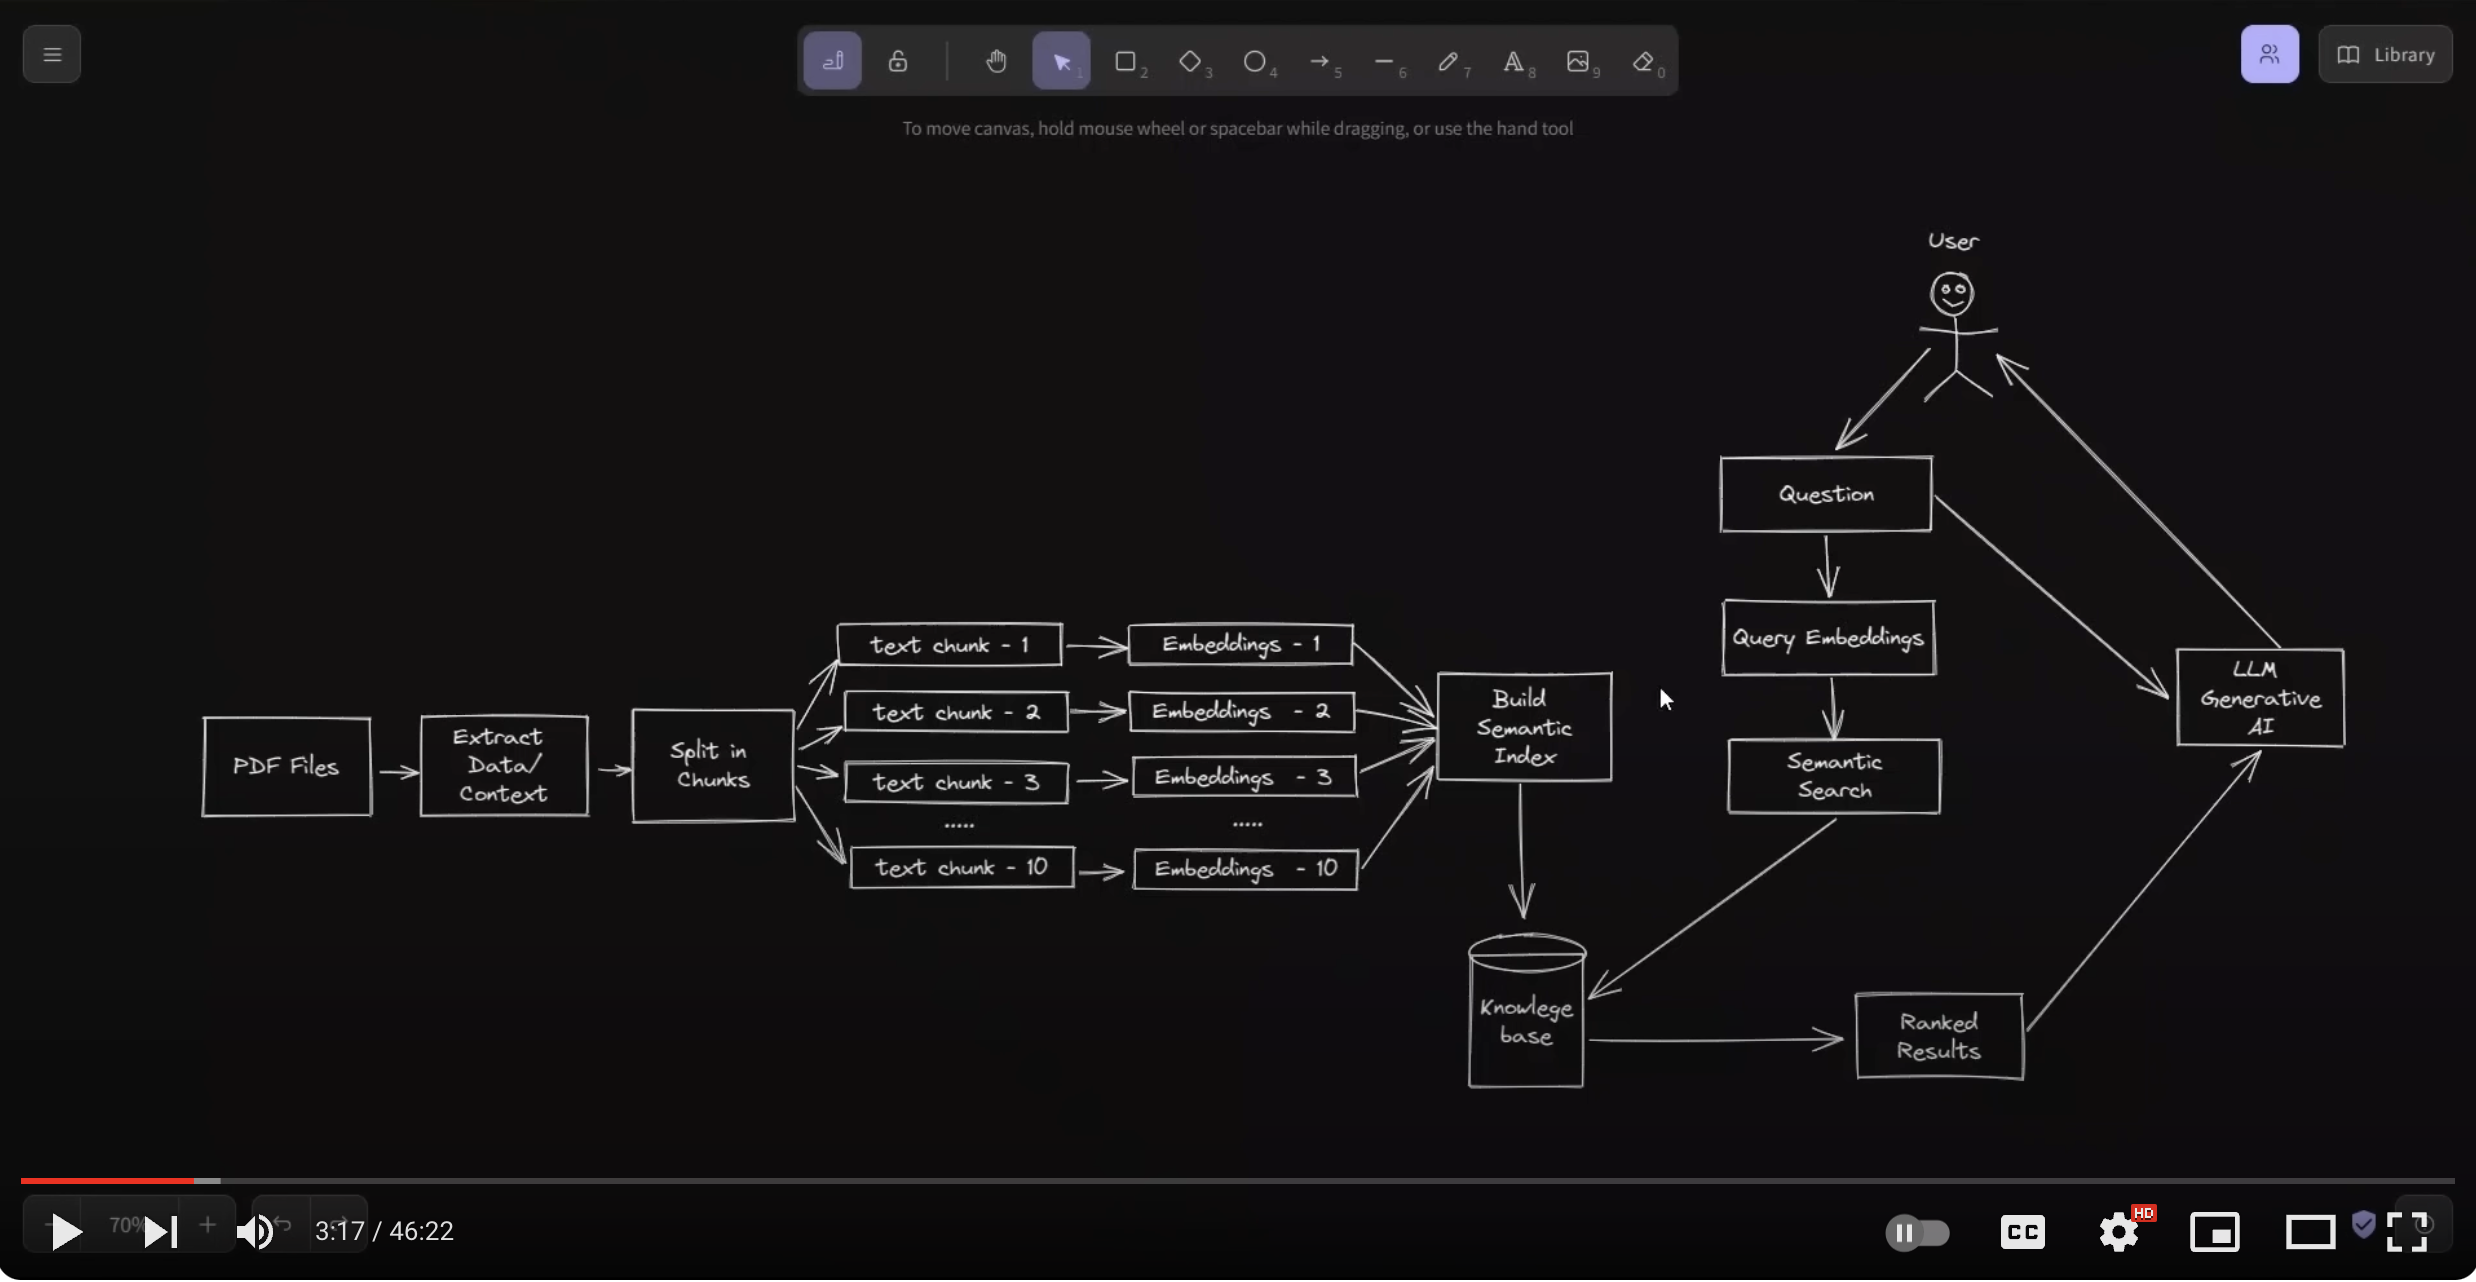 Library
1
2
3
4
5
6
7
8
9
0
To move canvas, hold mouse wheel or spacebar while dragging, or use the hand tool
User
Question
Query Embeddings
Semantic
Search
LLM
Generative
AI
PDF Files
Extract
Data/
Context
Split in
Chunks
text chunk - 1
Embeddings - 1
text chunk - 2
Embeddings - 2
text chunk - 3
Embeddings - 3
.....
.....
text chunk - 10
Embeddings - 10
Build
Semantic
Index
Knowlege
base
Ranked
Results
70%
3:17 / 46:22
CC
HD